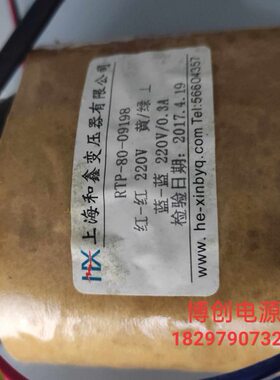 HX 上海和鑫变压器有限公司
RTP-80-09198
红-红 220V 黄/绿 ⊥
蓝-蓝 220V/0.3A
检验日期: 2017.4.19
www.he-xinbyq.com Tel:56604357
博创电源
18297090732